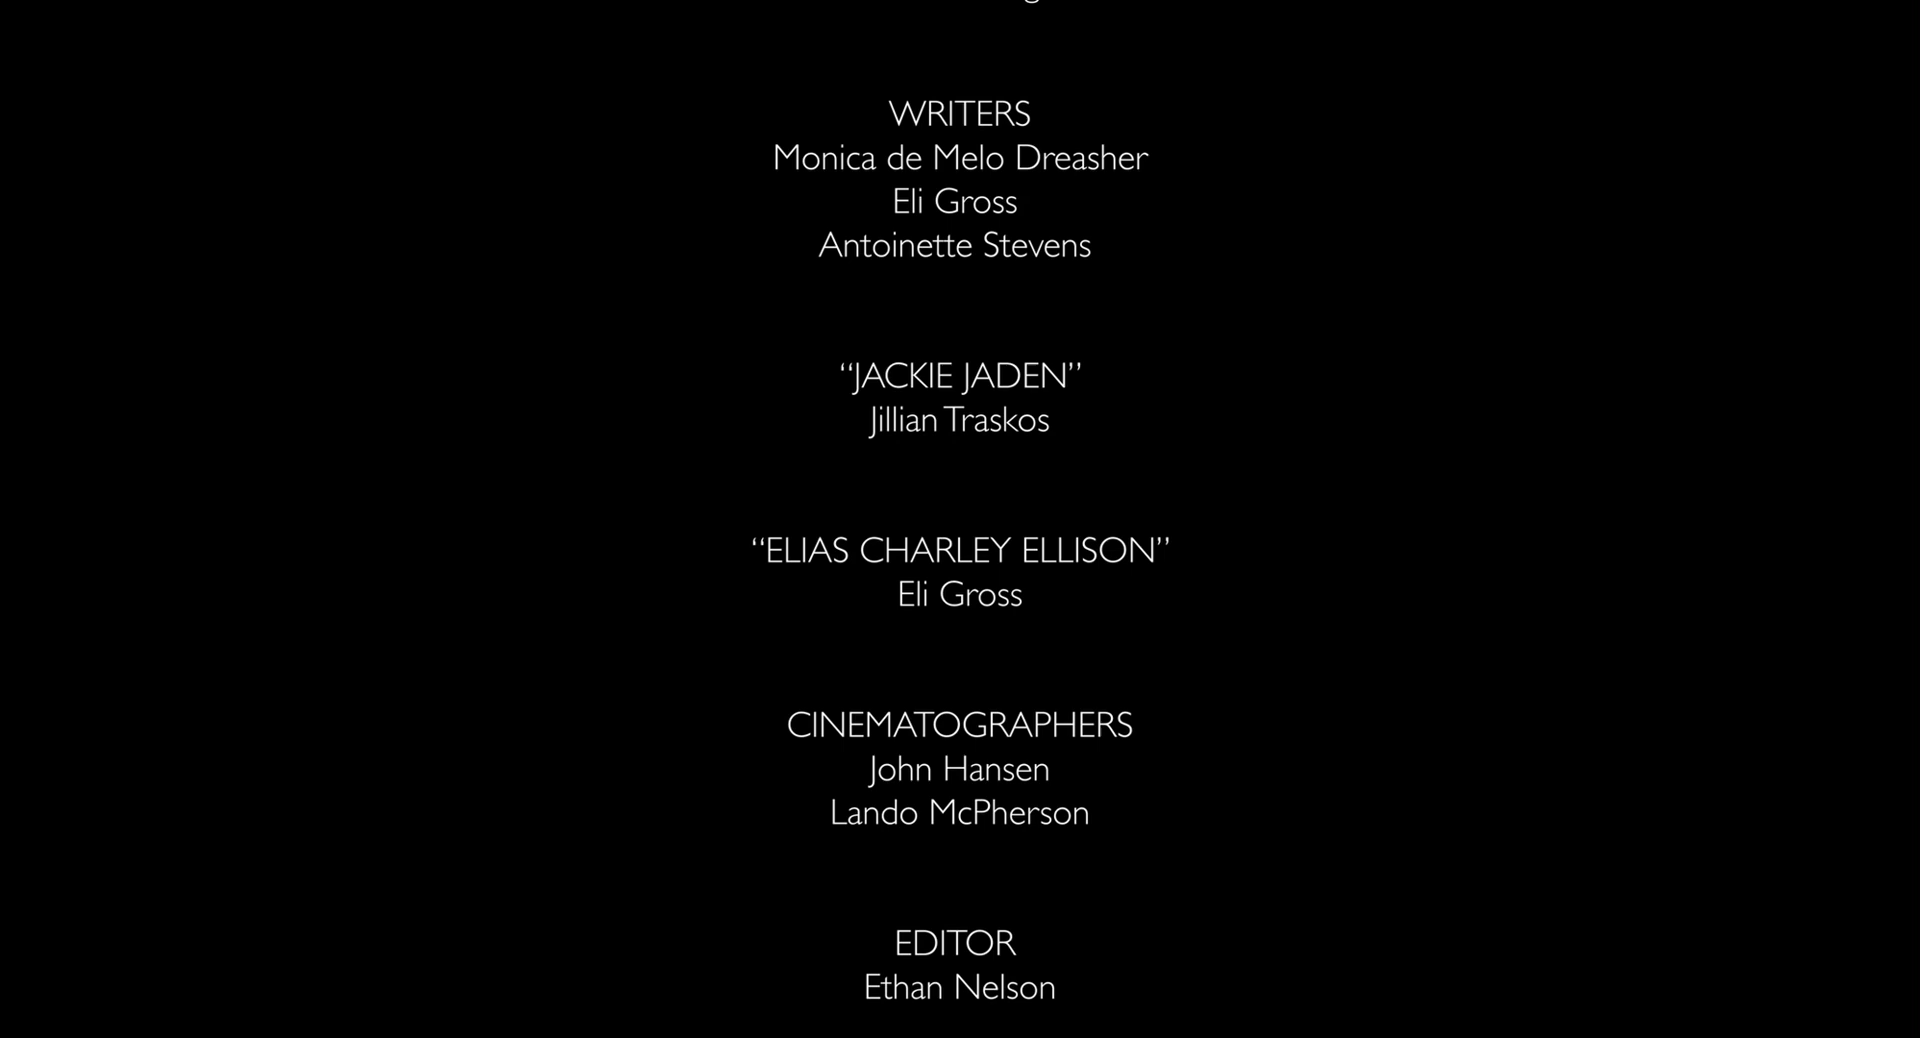 WRITERS
Monica de Melo Dreasher
Eli Gross
Antoinette Stevens
“JACKIE JADEN”
Jillian Traskos
“ELIAS CHARLEY ELLISON”
Eli Gross
CINEMATOGRAPHERS
John Hansen
Lando McPherson
EDITOR
Ethan Nelson